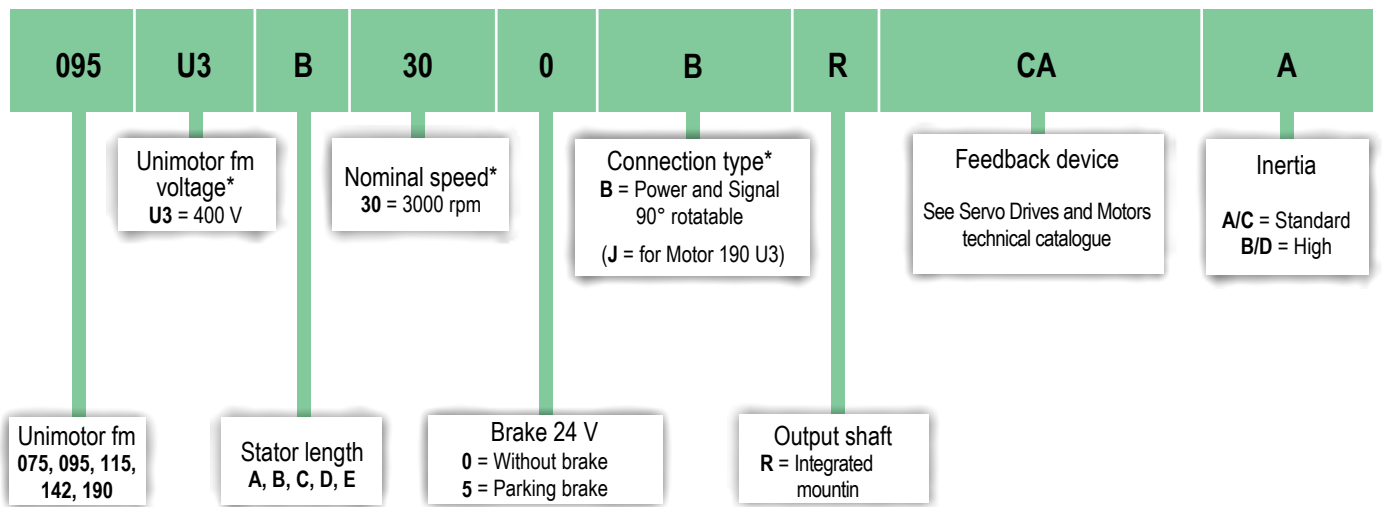 095 U3 B 30 0 B R CA A
Unimotor fm
voltage*
U3 = 400 V
Nominal speed*
30 = 3000 rpm
Connection type*
B = Power and Signal
90° rotatable
(J = for Motor 190 U3)
Feedback device
See Servo Drives and Motors
technical catalogue
Inertia
A/C = Standard
B/D = High
Unimotor fm
075, 095, 115,
142, 190
Stator length
A, B, C, D, E
Brake 24 V
0 = Without brake
5 = Parking brake
Output shaft
R = Integrated
mountin